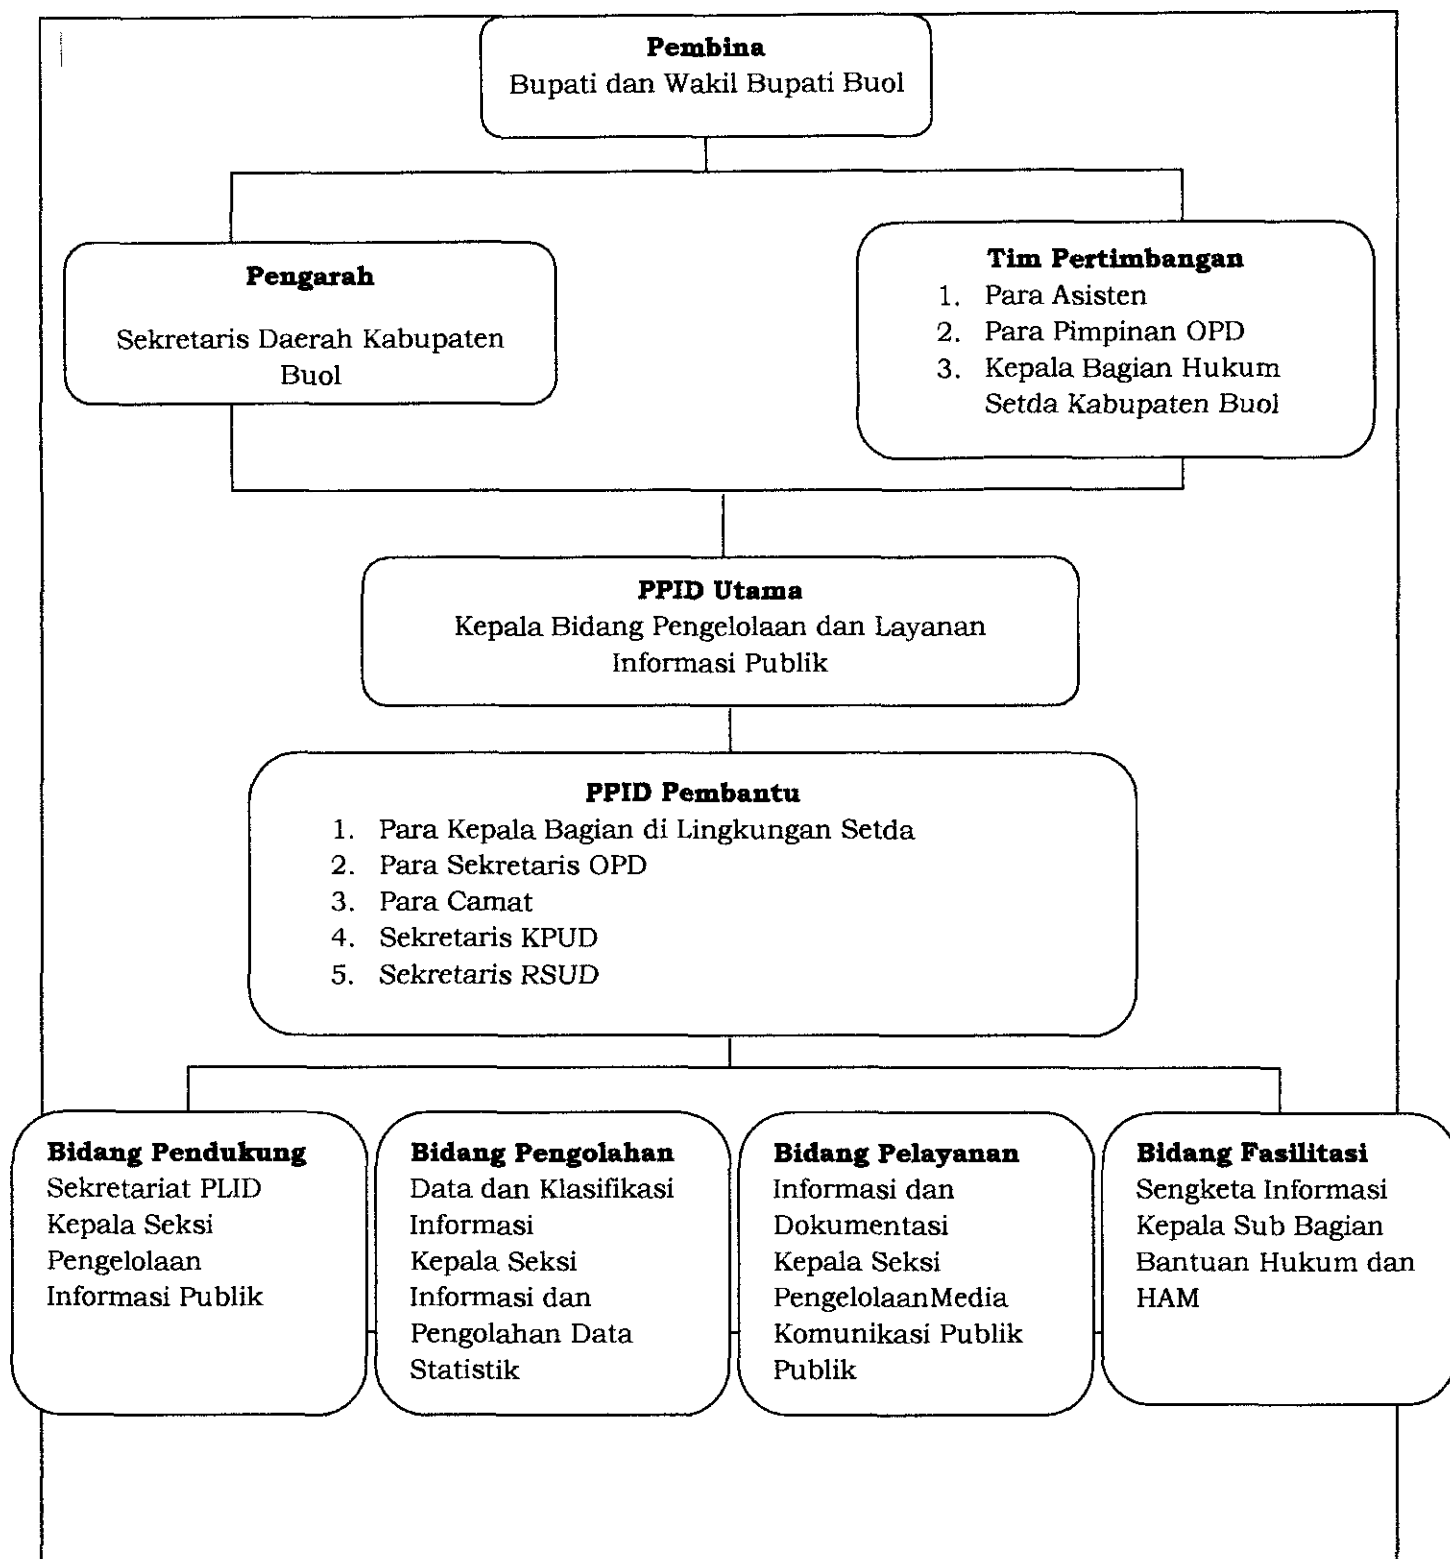 Pembina
Bupati dan Wakil Bupati Buol
Pengarah
Sekretaris Daerah Kabupaten
Buol
Tim Pertimbangan
1. Para Asisten
2. Para Pimpinan OPD
3. Kepala Bagian Hukum
Setda Kabupaten Buol
PPID Utama
Kepala Bidang Pengelolaan dan Layanan
Informasi Publik
PPID Pembantu
1. Para Kepala Bagian di Lingkungan Setda
2. Para Sekretaris OPD
3. Para Camat
4. Sekretaris KPUD
5. Sekretaris RSUD
Bidang Pendukung
Sekretariat PLID
Kepala Seksi
Pengelolaan
Informasi Publik
Bidang Pengolahan
Data dan Klasifikasi
Informasi
Kepala Seksi
Informasi dan
Pengolahan Data
Statistik
Bidang Pelayanan
Informasi dan
Dokumentasi
Kepala Seksi
PengelolaanMedia
Komunikasi Publik
Publik
Bidang Fasilitasi
Sengketa Informasi
Kepala Sub Bagian
Bantuan Hukum dan
HAM